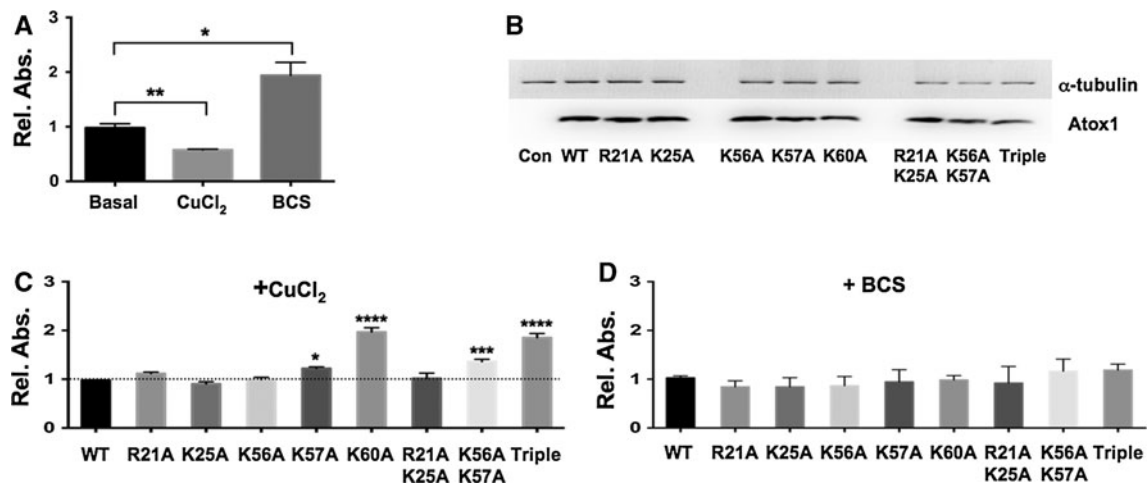 A
Rel. Abs.
3
2
1
0
*
**
Basal CuCl₂ BCS
B
α-tubulin
Atox1
Con WT R21A K25A K56A K57A K60A R21A K56A Triple
K25A K57A
C
+CuCl₂
Rel. Abs.
3
2
1
0
*
****
***
****
WT R21A K25A K56A K57A K60A R21A K56A Triple
K25A K57A
D
+ BCS
Rel. Abs.
3
2
1
0
WT R21A K25A K56A K57A K60A R21A K56A Triple
K25A K57A